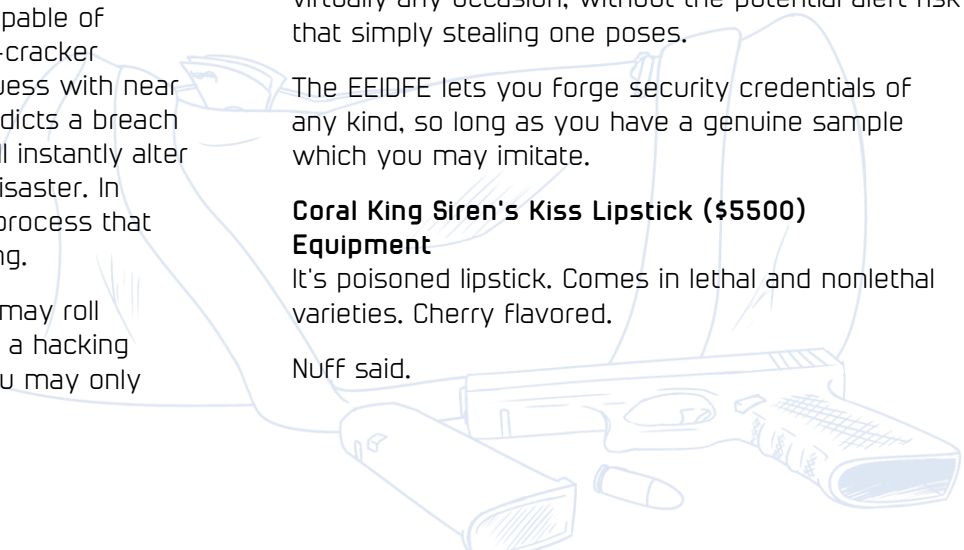 pable of
-cracker
uess with near
dicts a breach
ll instantly alter
isaster. In
process that
ng.
may roll
a hacking
u may only
virtually any occasion, without the potential alert risk
that simply stealing one poses.
The EEIDFE lets you forge security credentials of
any kind, so long as you have a genuine sample
which you may imitate.
Coral King Siren's Kiss Lipstick ($5500)
Equipment
It's poisoned lipstick. Comes in lethal and nonlethal
varieties. Cherry flavored.
Nuff said.